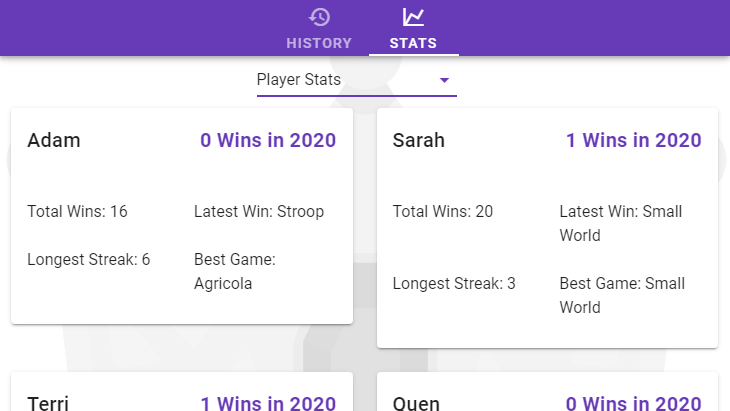 HISTORY
STATS
Player Stats
Adam
0 Wins in 2020
Total Wins: 16
Latest Win: Stroop
Longest Streak: 6
Best Game:
Agricola
Sarah
1 Wins in 2020
Total Wins: 20
Latest Win: Small
World
Longest Streak: 3
Best Game: Small
World
Terri
1 Wins in 2020
Quen
0 Wins in 2020